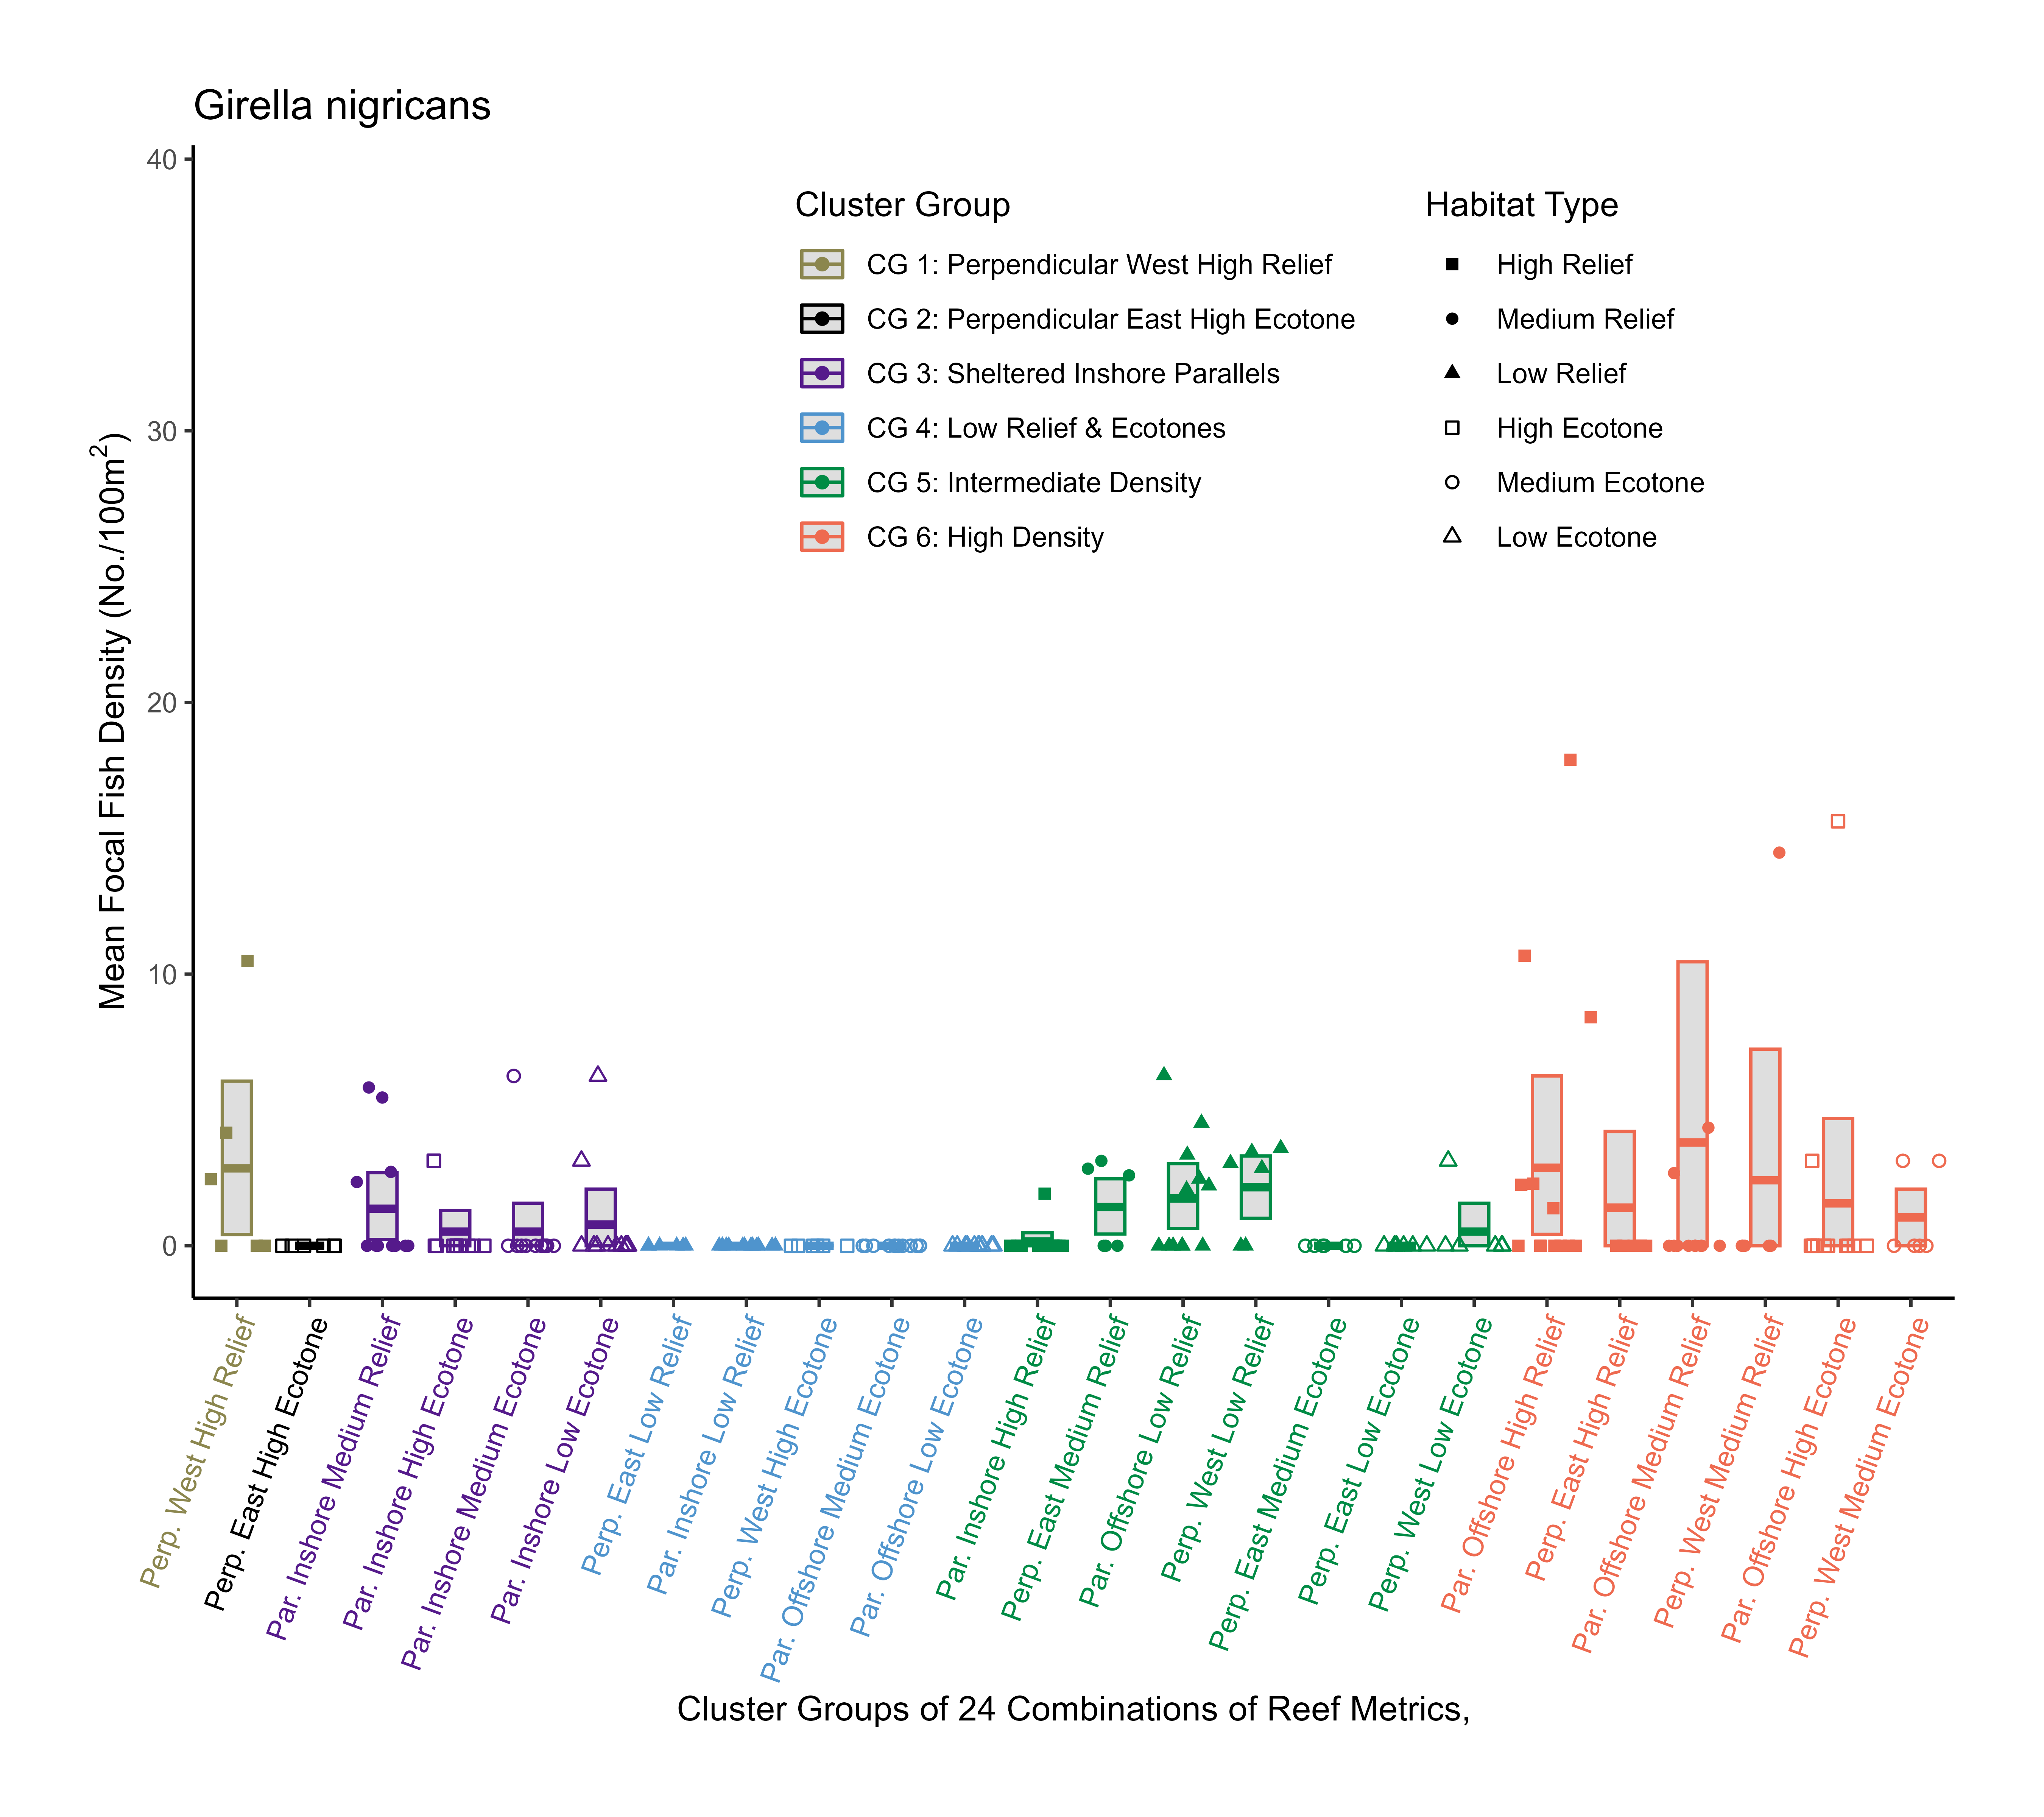 Girella nigricans
40
30
20
10
0
Mean Focal Fish Density (No./100m²)
Cluster Group
CG 1: Perpendicular West High Relief
CG 2: Perpendicular East High Ecotone
CG 3: Sheltered Inshore Parallels
CG 4: Low Relief & Ecotones
CG 5: Intermediate Density
CG 6: High Density
Habitat Type
High Relief
Medium Relief
Low Relief
High Ecotone
Medium Ecotone
Low Ecotone
Perp. West High Relief
Perp. East High Ecotone
Par. Inshore Medium Relief
Par. Inshore High Ecotone
Par. Inshore Medium Ecotone
Par. Inshore Low Ecotone
Perp. East Low Relief
Par. Inshore Low Relief
Perp. West High Ecotone
Par. Offshore Medium Ecotone
Par. Offshore Low Ecotone
Par. Inshore High Relief
Perp. East Medium Relief
Par. Offshore Low Relief
Perp. West Low Relief
Perp. East Medium Ecotone
Perp. East Low Ecotone
Perp. West Low Ecotone
Par. Offshore High Relief
Perp. East High Relief
Par. Offshore Medium Relief
Perp. West Medium Relief
Par. Offshore High Ecotone
Perp. West Medium Ecotone
Cluster Groups of 24 Combinations of Reef Metrics,